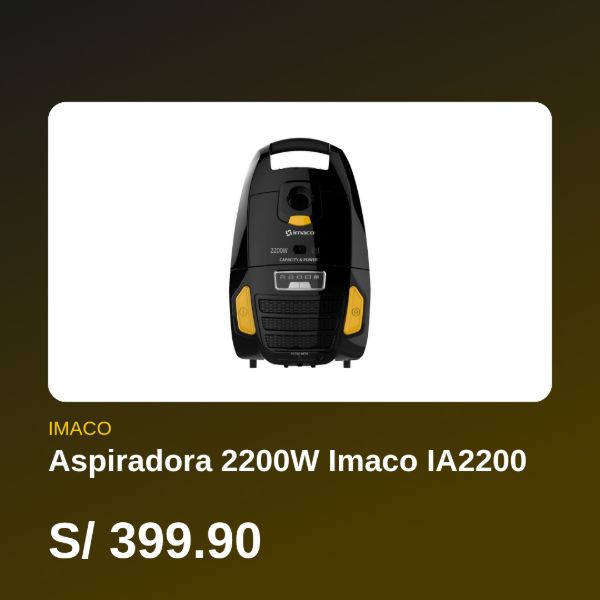 imaco
2200W
CAPACITY & POWER
IMACO
Aspiradora 2200W Imaco IA2200
S/ 399.90